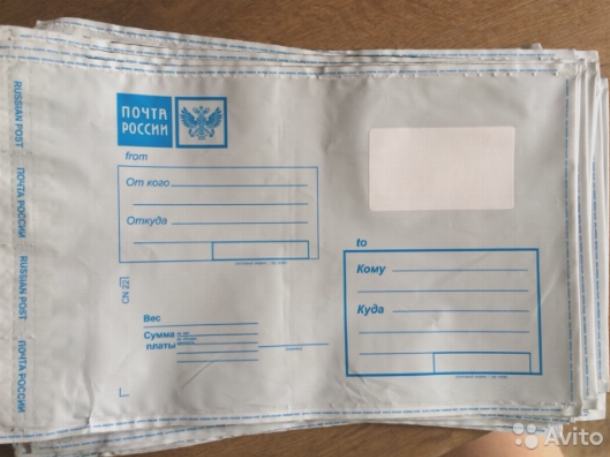 ПОЧТА
РОССИИ
from
От кого
Откуда
to
Кому
Куда
CN 22
Вес
Сумма
платы
RUSSIAN POST
ПОЧТА РОССИИ
RUSSIAN POST
ПОЧТА РОССИИ
Avito